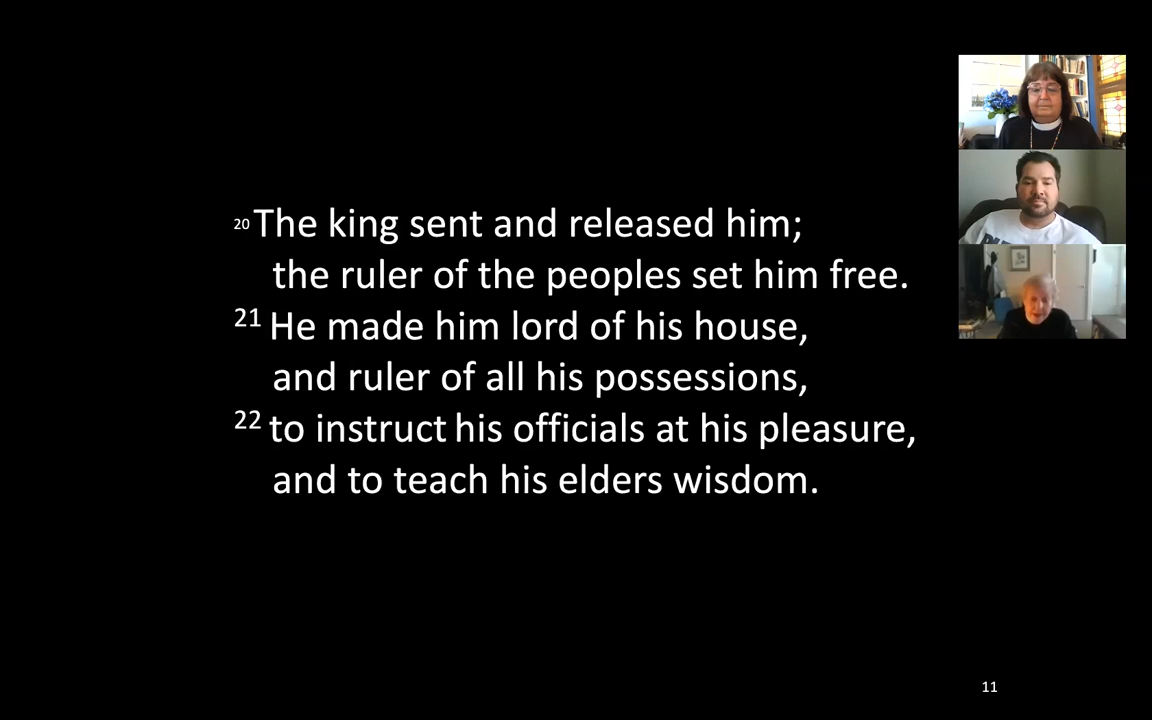 20 The king sent and released him;
the ruler of the peoples set him free.
21 He made him lord of his house,
and ruler of all his possessions,
22 to instruct his officials at his pleasure,
and to teach his elders wisdom.
11